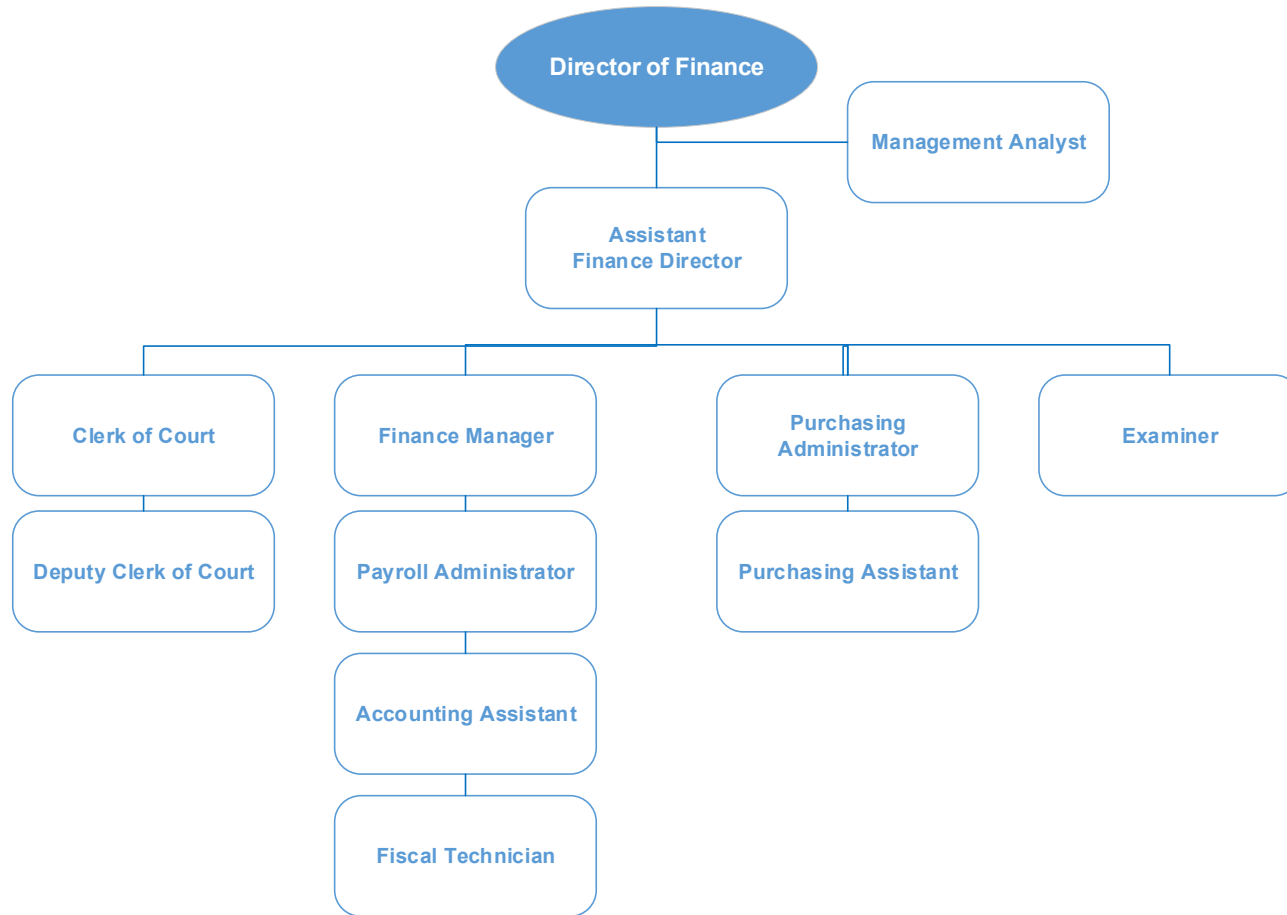 Director of Finance
Management Analyst
Assistant
Finance Director
Clerk of Court
Finance Manager
Purchasing
Administrator
Examiner
Deputy Clerk of Court
Payroll Administrator
Purchasing Assistant
Accounting Assistant
Fiscal Technician